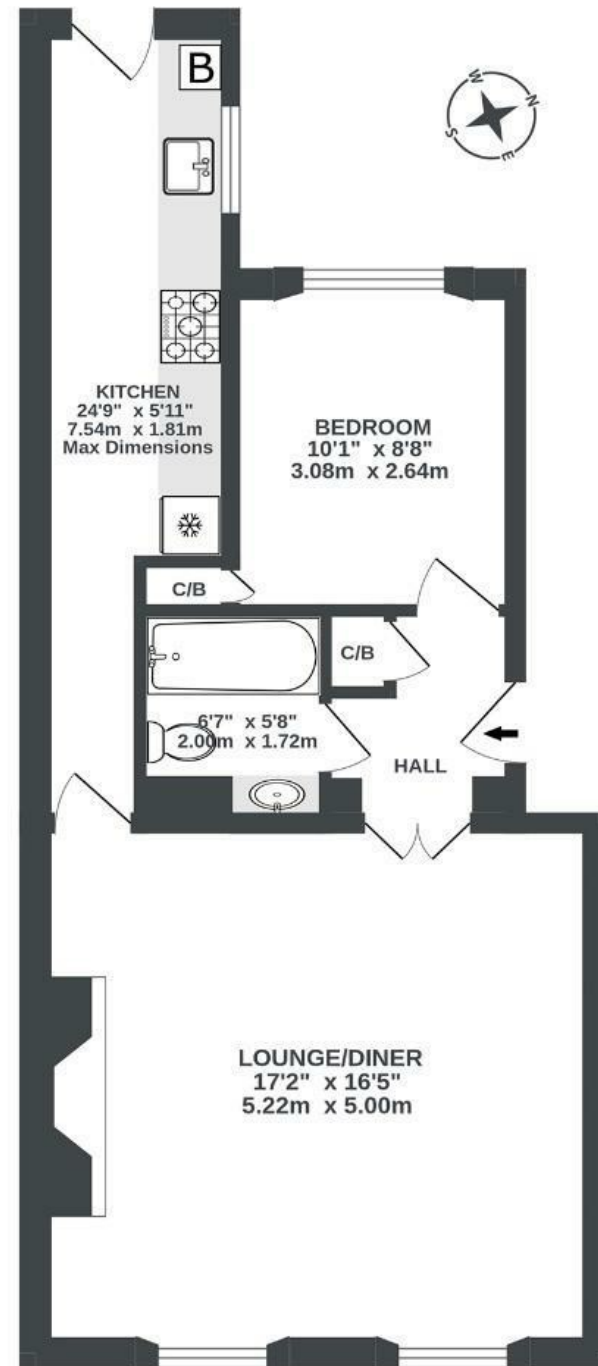 B
W
N
S
E
KITCHEN
24'9" x 5'11"
7.54m x 1.81m
Max Dimensions
BEDROOM
10'1" x 8'8"
3.08m x 2.64m
C/B
C/B
6'7" x 5'8"
2.00m x 1.72m
HALL
LOUNGE/DINER
17'2" x 16'5"
5.22m x 5.00m